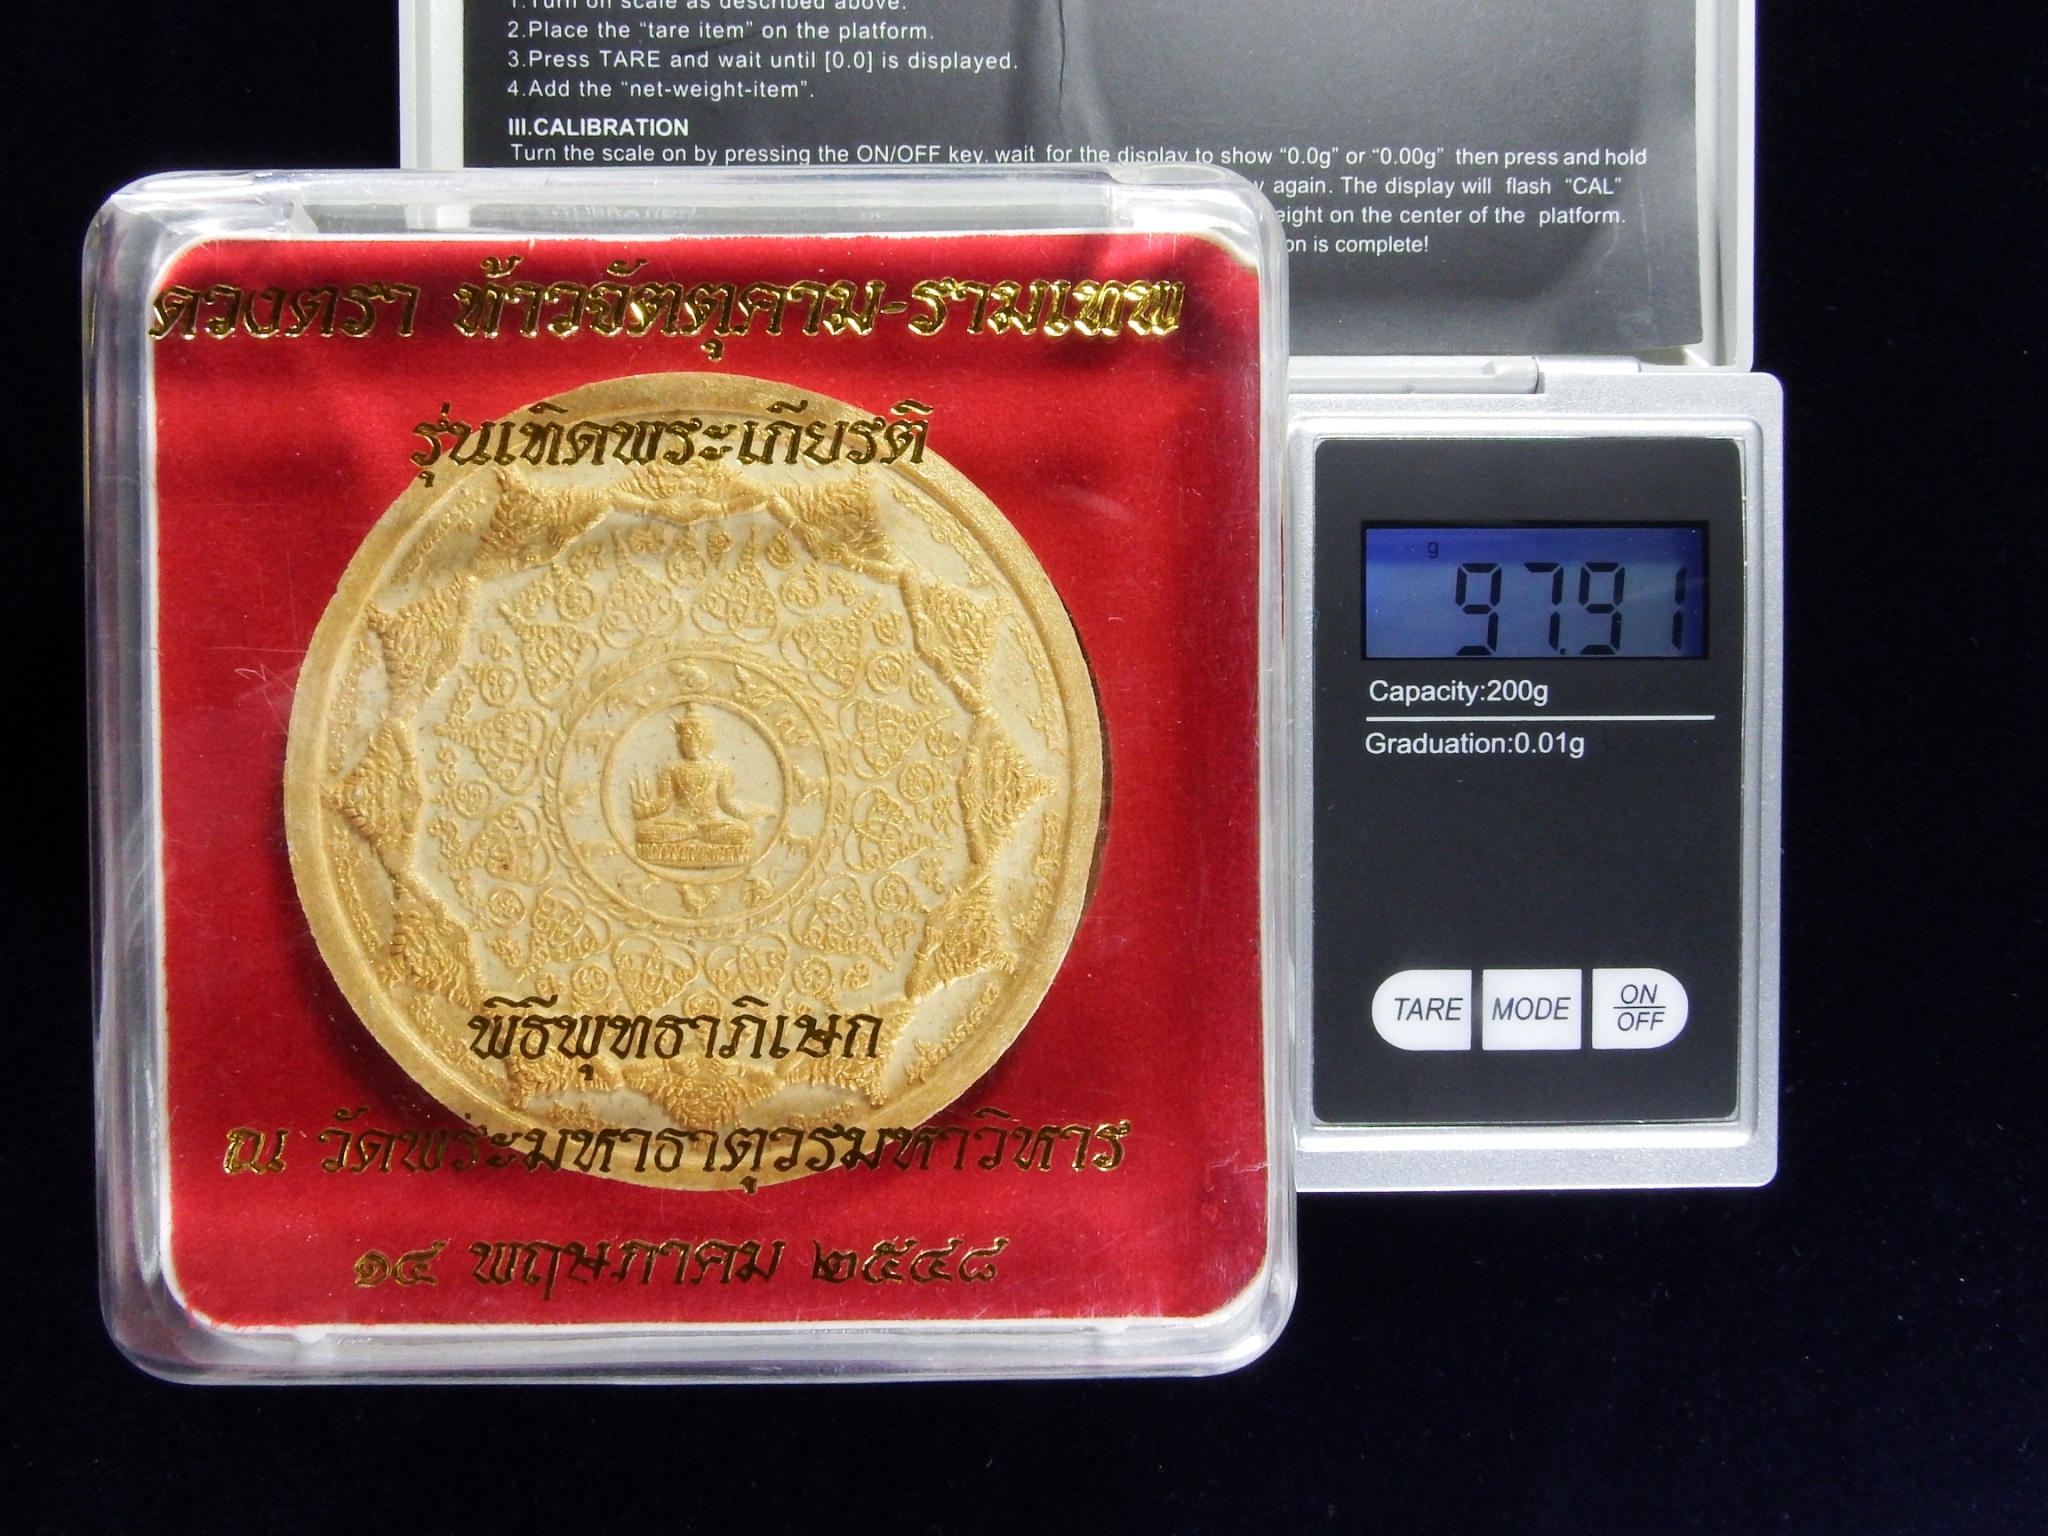 1.Turn on scale as described above.
2.Place the “tare item” on the platform.
3.Press TARE and wait until [0.0] is displayed.
4.Add the “net-weight-item”.
III.CALIBRATION
Turn the scale on by pressing the ON/OFF key, wait for the display to show “0.0g” or “0.00g” then press and hold
again. The display will flash “CAL”
on the center of the platform.
is complete!
ดวงตรา ท้าวจัตตุคาม-รามเทพ
รุ่นเทิดพระเกียรติ
พิธีพุทธาภิเษก
ณ วัดพระมหาธาตุวรมหาวิหาร
๑๔ พฤษภาคม ๒๕๔๘
g
97.91
Capacity:200g
Graduation:0.01g
TARE MODE ON/OFF